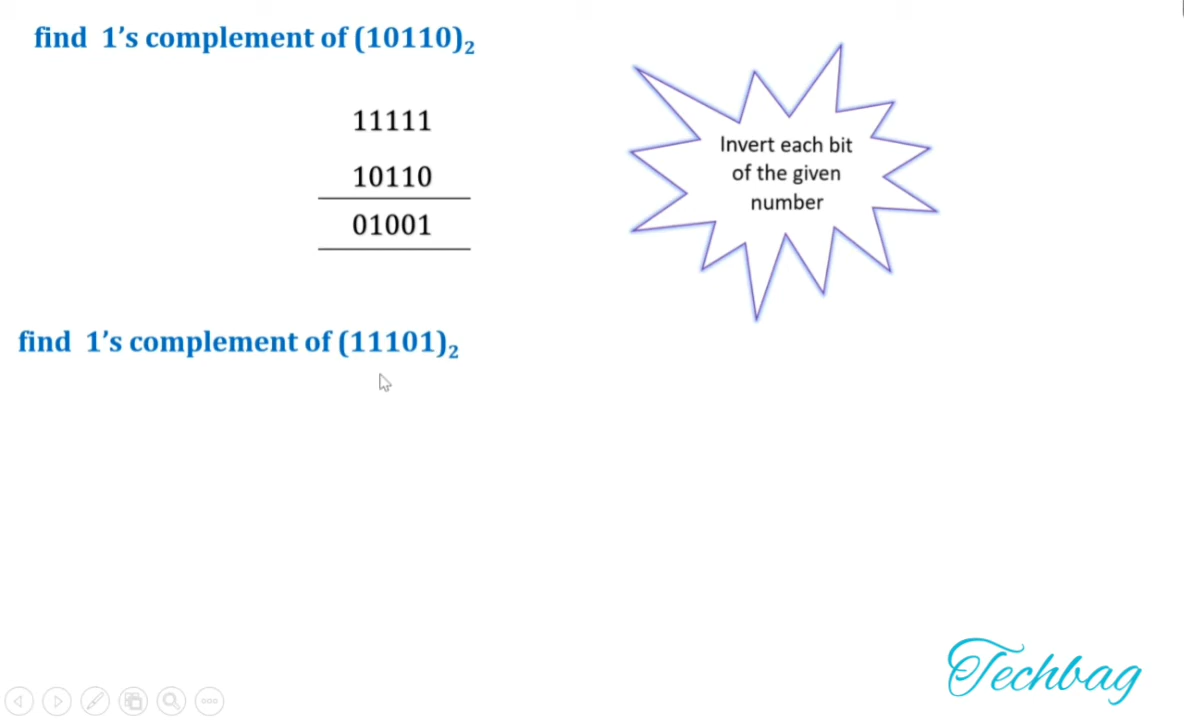 find 1’s complement of (10110)₂
11111
10110
01001
Invert each bit
of the given
number
find 1’s complement of (11101)₂
Techbag